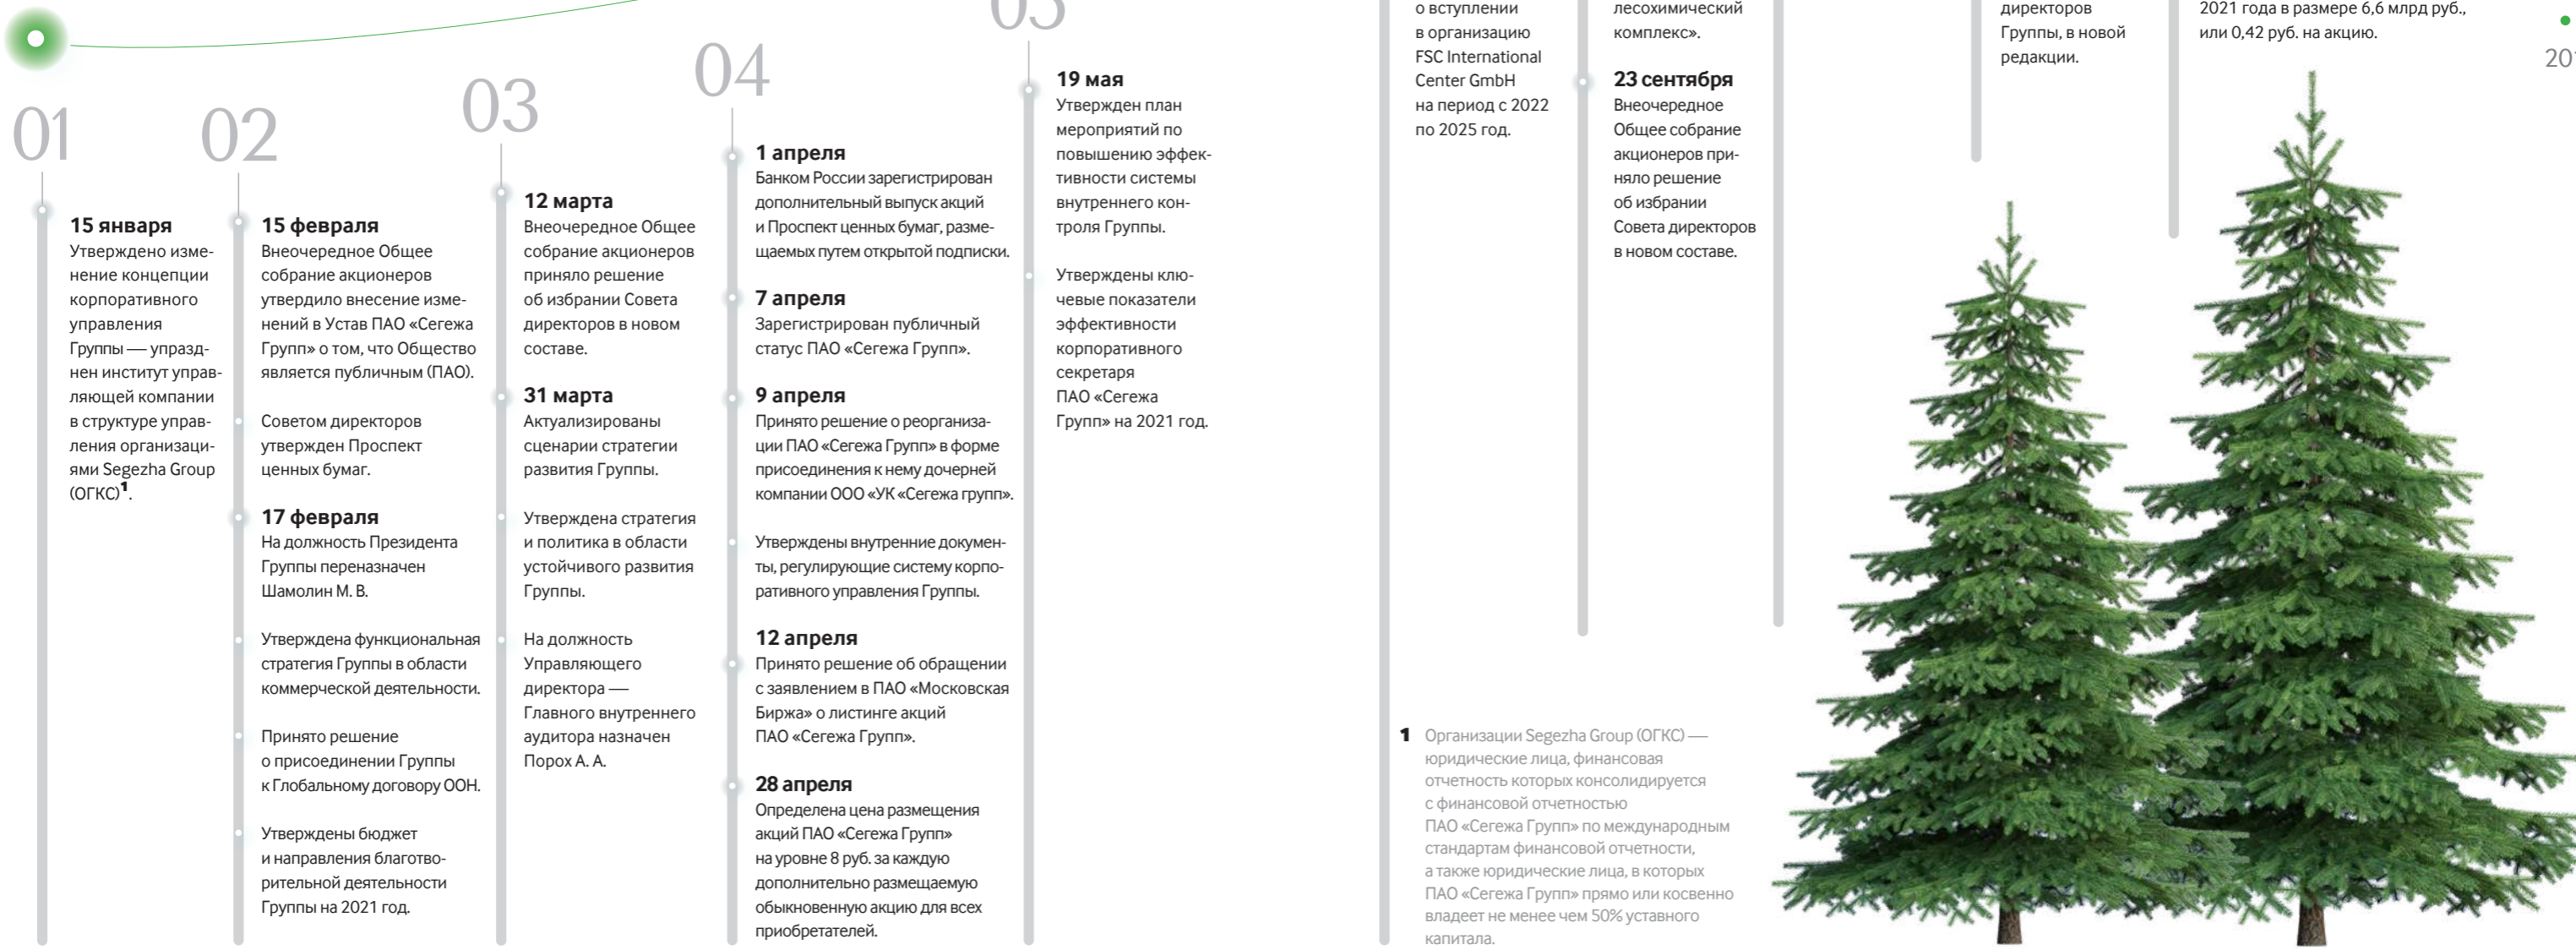 01
15 января
Утверждено изме-
нение концепции
корпоративного
управления
Группы — упразд-
нен институт управ-
ляющей компании
в структуре управ-
ления организаци-
ями Segezha Group
(ОГКС)1.
02
15 февраля
Внеочередное Общее
собрание акционеров
утвердило внесение изме-
нений в Устав ПАО «Сегежа
Групп» о том, что Общество
является публичным (ПАО).
Советом директоров
утвержден Проспект
ценных бумаг.
17 февраля
На должность Президента
Группы переназначен
Шамолин М. В.
Утверждена функциональная
стратегия Группы в области
коммерческой деятельности.
Принято решение
о присоединении Группы
к Глобальному договору ООН.
Утверждены бюджет
и направления благотво-
рительной деятельности
Группы на 2021 год.
03
12 марта
Внеочередное Общее
собрание акционеров
приняло решение
об избрании Совета
директоров в новом
составе.
31 марта
Актуализированы
сценарии стратегии
развития Группы.
Утверждена стратегия
и политика в области
устойчивого развития
Группы.
На должность
Управляющего
директора —
Главного внутреннего
аудитора назначен
Порох А. А.
04
1 апреля
Банком России зарегистрирован
дополнительный выпуск акций
и Проспект ценных бумаг, разме-
щаемых путем открытой подписки.
7 апреля
Зарегистрирован публичный
статус ПАО «Сегежа Групп».
9 апреля
Принято решение о реорганиза-
ции ПАО «Сегежа Групп» в форме
присоединения к нему дочерней
компании ООО «УК «Сегежа групп».
Утверждены внутренние докумен-
ты, регулирующие систему корпо-
ративного управления Группы.
12 апреля
Принято решение об обращении
с заявлением в ПАО «Московская
Биржа» о листинге акций
ПАО «Сегежа Групп».
28 апреля
Определена цена размещения
акций ПАО «Сегежа Групп»
на уровне 8 руб. за каждую
дополнительно размещаемую
обыкновенную акцию для всех
приобретателей.
05
19 мая
Утвержден план
мероприятий по
повышению эффек-
тивности системы
внутреннего кон-
троля Группы.
Утверждены клю-
чевые показатели
эффективности
корпоративного
секретаря
ПАО «Сегежа
Групп» на 2021 год.
о вступлении
в организацию
FSC International
Center GmbH
на период с 2022
по 2025 год.
лесохимический
комплекс».
23 сентября
Внеочередное
Общее собрание
акционеров при-
няло решение
об избрании
Совета директоров
в новом составе.
директоров
Группы, в новой
редакции.
2021 года в размере 6,6 млрд руб.,
или 0,42 руб. на акцию.
1 Организации Segezha Group (ОГКС) —
юридические лица, финансовая
отчетность которых консолидируется
с финансовой отчетностью
ПАО «Сегежа Групп» по международным
стандартам финансовой отчетности,
а также юридические лица, в которых
ПАО «Сегежа Групп» прямо или косвенно
владеет не менее чем 50% уставного
капитала.